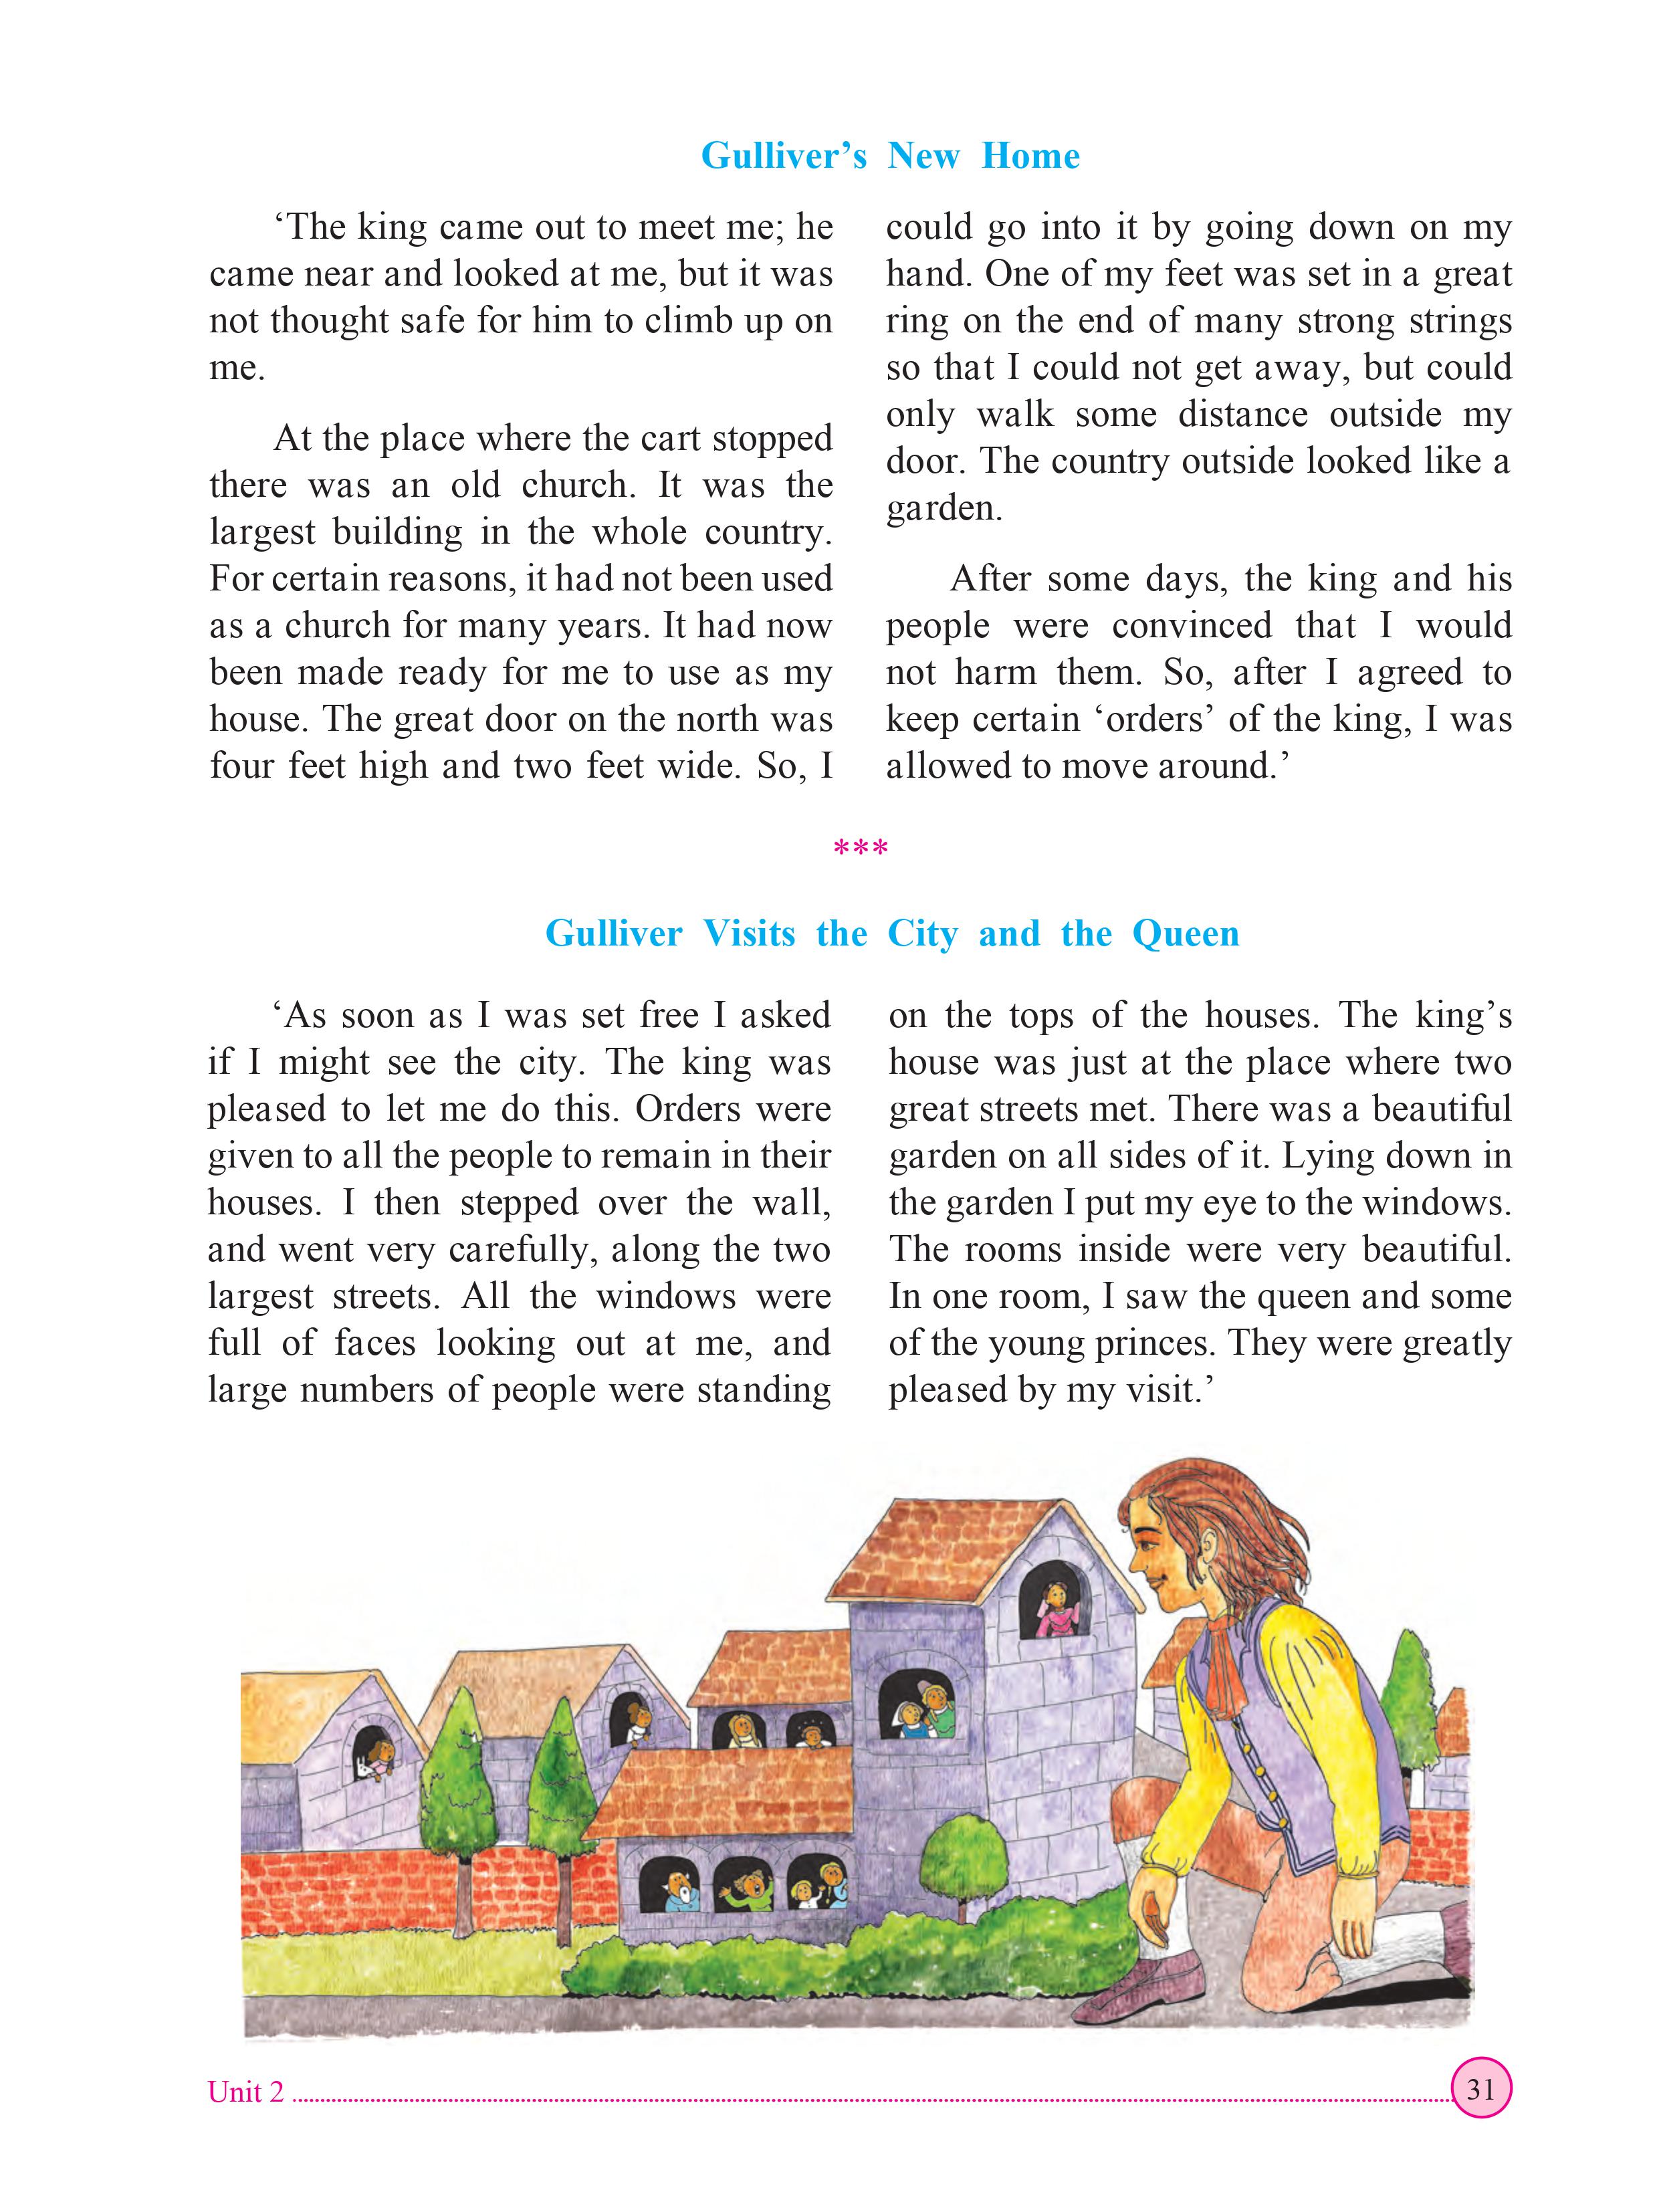 Gulliver’s New Home
‘The king came out to meet me; he
came near and looked at me, but it was
not thought safe for him to climb up on
me.
At the place where the cart stopped
there was an old church. It was the
largest building in the whole country.
For certain reasons, it had not been used
as a church for many years. It had now
been made ready for me to use as my
house. The great door on the north was
four feet high and two feet wide. So, I
could go into it by going down on my
hand. One of my feet was set in a great
ring on the end of many strong strings
so that I could not get away, but could
only walk some distance outside my
door. The country outside looked like a
garden.
After some days, the king and his
people were convinced that I would
not harm them. So, after I agreed to
keep certain ‘orders’ of the king, I was
allowed to move around.’
***
Gulliver Visits the City and the Queen
‘As soon as I was set free I asked
if I might see the city. The king was
pleased to let me do this. Orders were
given to all the people to remain in their
houses. I then stepped over the wall,
and went very carefully, along the two
largest streets. All the windows were
full of faces looking out at me, and
large numbers of people were standing
on the tops of the houses. The king’s
house was just at the place where two
great streets met. There was a beautiful
garden on all sides of it. Lying down in
the garden I put my eye to the windows.
The rooms inside were very beautiful.
In one room, I saw the queen and some
of the young princes. They were greatly
pleased by my visit.’
Unit 2
31